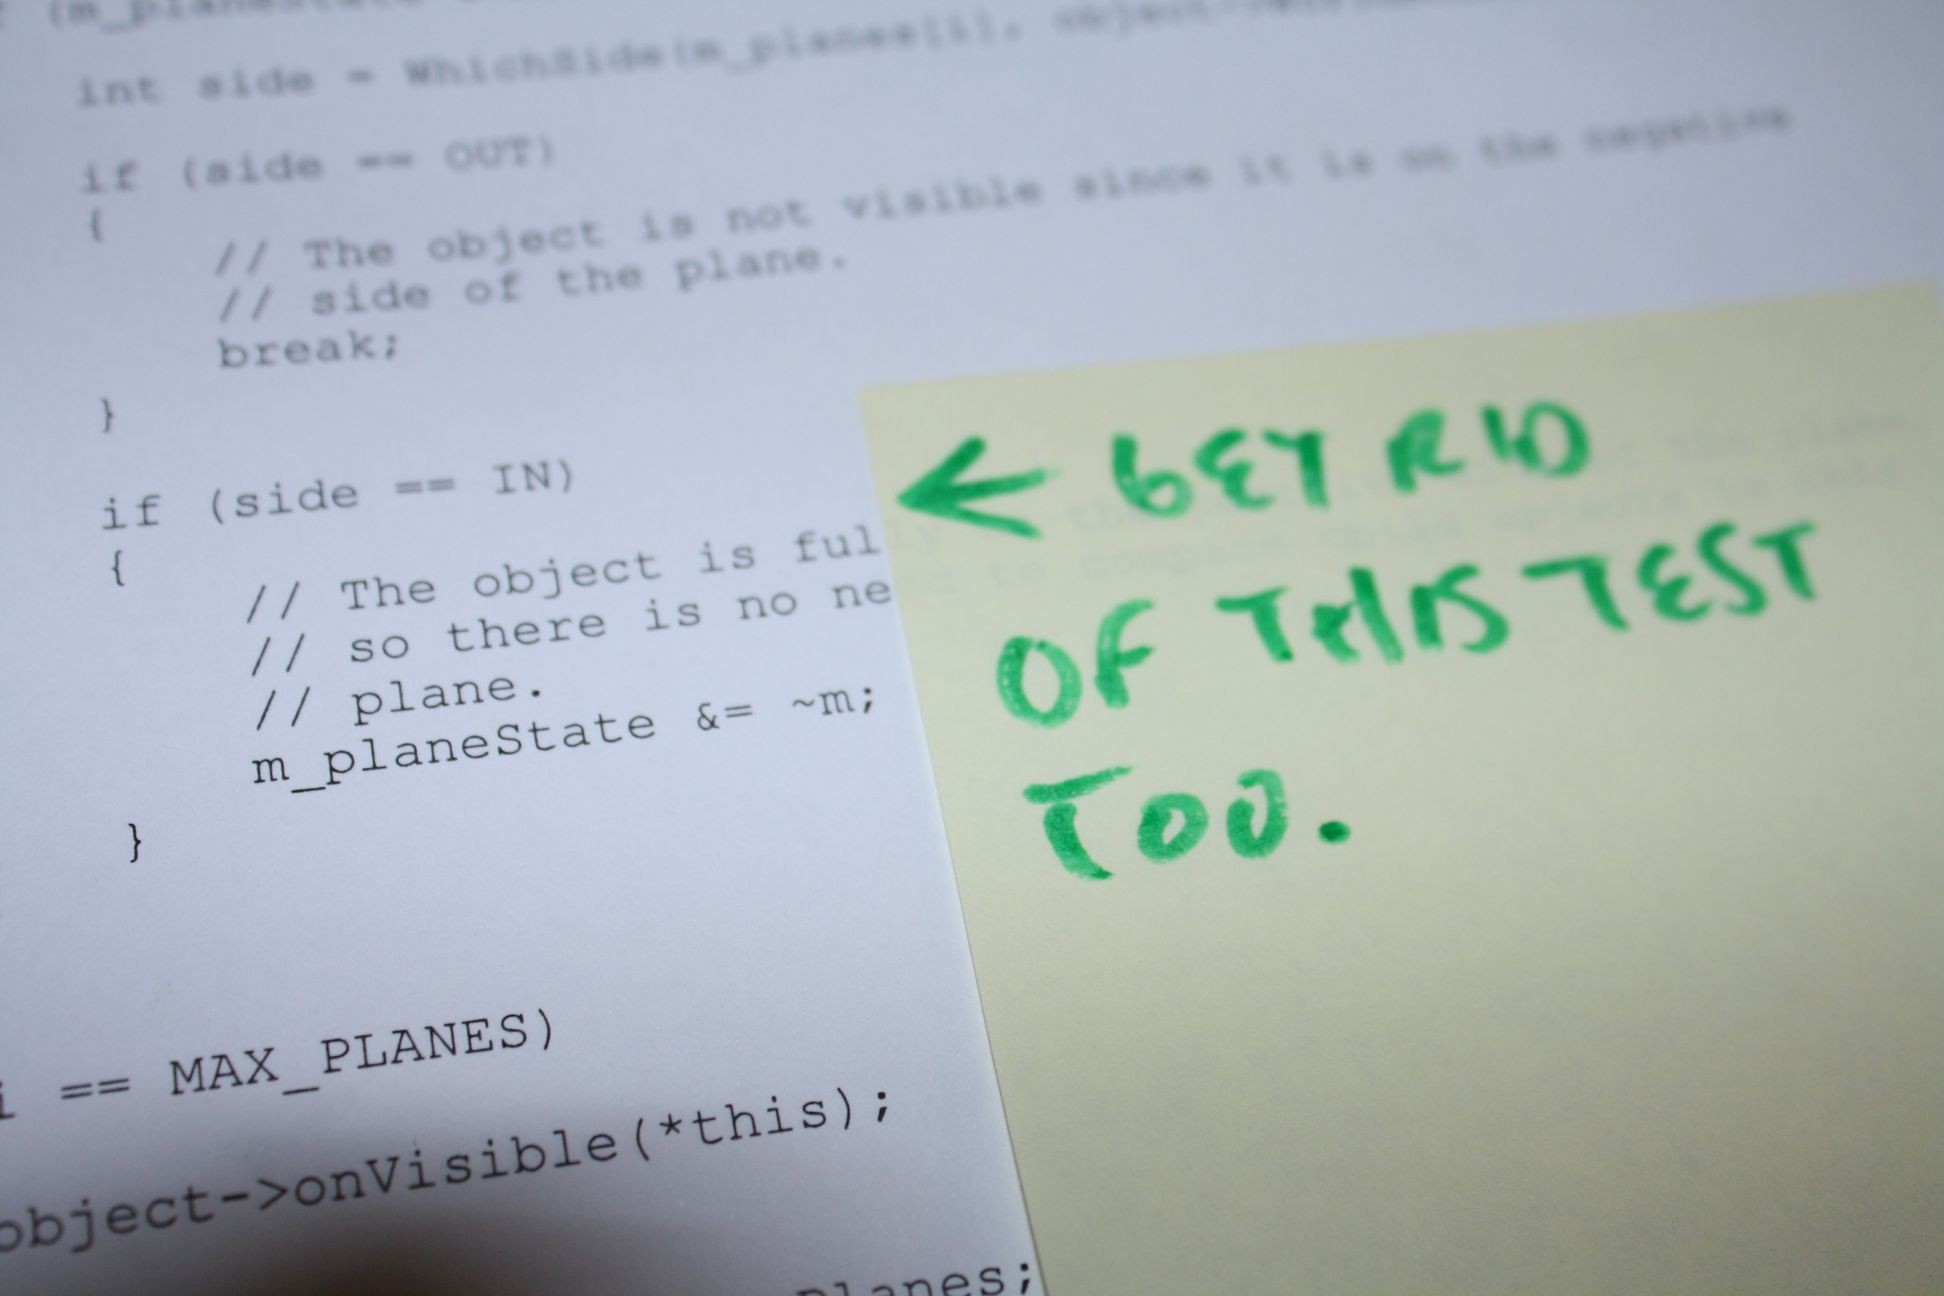 (m_planeState
int side = WhichSide(m_planes[i],
if (side == OUT)
{
// The object is not visible since it is on the negative
// side of the plane.
break;
}
if (side == IN)
{
// The object is ful
// so there is no ne
// plane.
m_planeState &= ~m;
}
← GET RID
OF THIS TEST
TOO.
i == MAX_PLANES)
object->onVisible(*this);
Planes;